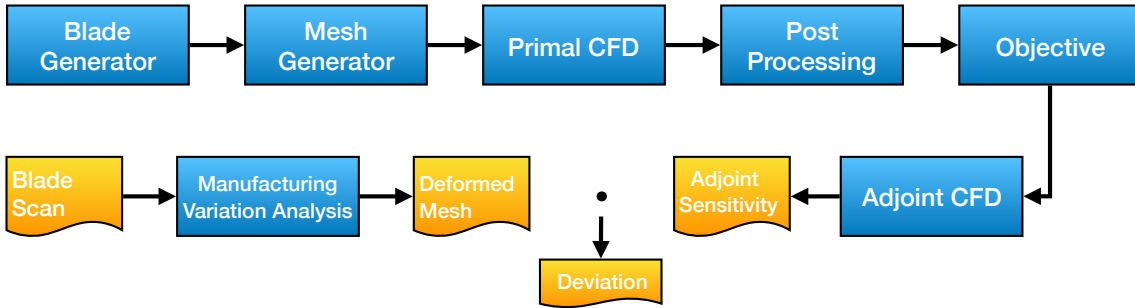 Blade
Generator
Mesh
Generator
Primal CFD
Post
Processing
Objective
Blade
Scan
Manufacturing
Variation Analysis
Deformed
Mesh
Adjoint
Sensitivity
Adjoint CFD
Deviation